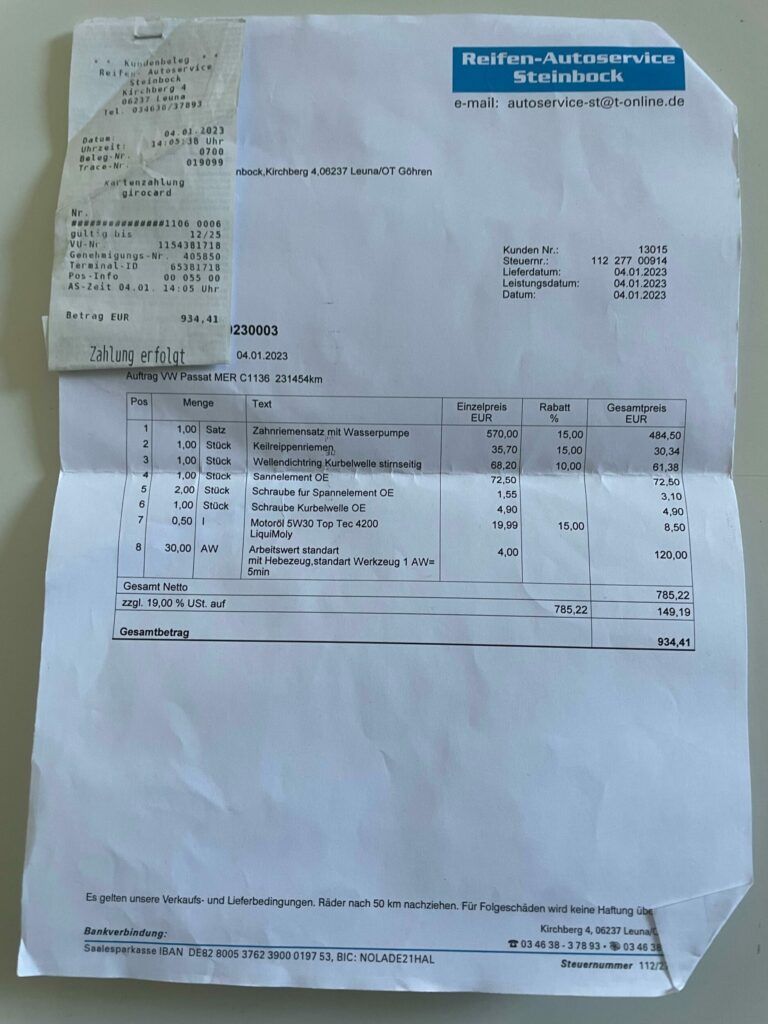 * * Kundenbeleg * *
Reifen- Autoservice
Steinbock
Kirchberg 4
06237 Leuna
Tel. 034638/37893
Datum: 04.01.2023
Uhrzeit: 14:05:38 Uhr
Beleg-Nr. 0700
Trace-Nr. 019099
Kartenzahlung
girocard
Nr.
###############1106 0006
gültig bis 12/25
VU-Nr 1154381718
Genehmigungs-Nr. 405850
Terminal-ID 65381718
Pos-Info 00 055 00
AS-Zeit 04.01. 14:05 Uhr
Betrag EUR 934,41
Zahlung erfolgt
Reifen-Autoservice
Steinbock
e-mail: autoservice-st@t-online.de
nbock,Kirchberg 4,06237 Leuna/OT Göhren
Kunden Nr.: 13015
Steuernr.: 112 277 00914
Lieferdatum: 04.01.2023
Leistungsdatum: 04.01.2023
Datum: 04.01.2023
0230003
04.01.2023
Auftrag VW Passat MER C1136 231454km
Pos Menge Text Einzelpreis Rabatt Gesamtpreis
EUR % EUR
1 1,00 Satz Zahnriemensatz mit Wasserpumpe 570,00 15,00 484,50
2 1,00 Stück Keilreippenriemen 35,70 15,00 30,34
3 1,00 Stück Wellendichtring Kurbelwelle stirnseitig 68,20 10,00 61,38
4 1,00 Stück Sannelement OE 72,50 72,50
5 2,00 Stück Schraube fur Spannelement OE 1,55 3,10
6 1,00 Stück Schraube Kurbelwelle OE 4,90 4,90
7 0,50 l Motoröl 5W30 Top Tec 4200 19,99 15,00 8,50
LiquiMoly
8 30,00 AW Arbeitswert standart 4,00 120,00
mit Hebezeug,standart Werkzeug 1 AW=
5min
Gesamt Netto 785,22
zzgl. 19,00 % USt. auf 785,22 149,19
Gesamtbetrag 934,41
Es gelten unsere Verkaufs- und Lieferbedingungen. Räder nach 50 km nachziehen. Für Folgeschäden wird keine Haftung übe
Kirchberg 4, 06237 Leuna/
Bankverbindung: ☎ 03 46 38 - 37 8 93 • 03 46 38
Saalesparkasse IBAN DE82 8005 3762 3900 0197 53, BIC: NOLADE21HAL
Steuernummer 112/2